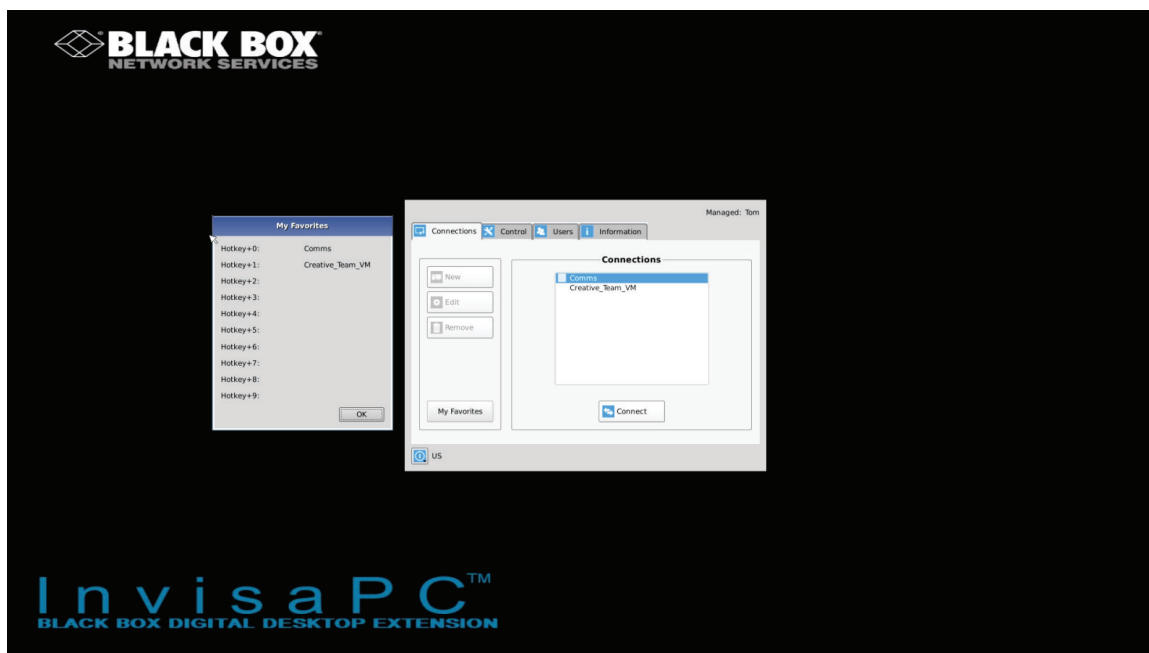 BLACK BOX
NETWORK SERVICES
My Favorites
Hotkey+0: Comms
Hotkey+1: Creative_Team_VM
Hotkey+2:
Hotkey+3:
Hotkey+4:
Hotkey+5:
Hotkey+6:
Hotkey+7:
Hotkey+8:
Hotkey+9:
OK
Managed: Tom
Connections Control Users Information
New
Edit
Remove
My Favorites
Connections
Comms
Creative_Team_VM
Connect
US
InvisaPC™
BLACK BOX DIGITAL DESKTOP EXTENSION